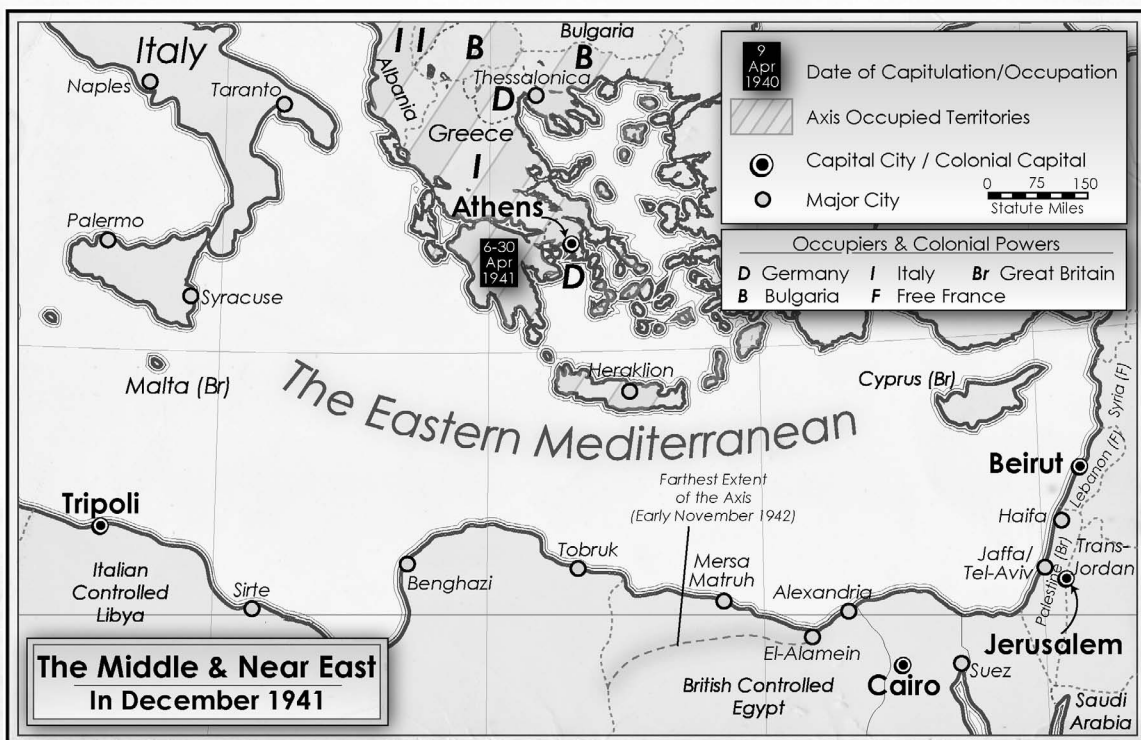 Italy
Naples
Taranto
Palermo
Syracuse
Malta (Br)
I
I
B
Bulgaria
B
Albania
Thessalonica
D
Greece
I
Athens
6-30
Apr
1941
D
Heraklion
9
Apr
1940
Date of Capitulation/Occupation
Axis Occupied Territories
Capital City / Colonial Capital
Major City
0 75 150
Statute Miles
Occupiers & Colonial Powers
D Germany I Italy Br Great Britain
B Bulgaria F Free France
The Eastern Mediterranean
Cyprus (Br)
Syria (F)
Lebanon (F)
Beirut
Haifa
Jaffa/
Tel-Aviv
Palestine (Br)
Trans-
Jordan
Jerusalem
Farthest Extent
of the Axis
(Early November 1942)
Tripoli
Italian
Controlled
Libya
Sirte
Benghazi
Tobruk
Mersa
Matruh
Alexandria
El-Alamein
British Controlled
Egypt
Cairo
Suez
Saudi
Arabia
The Middle & Near East
In December 1941